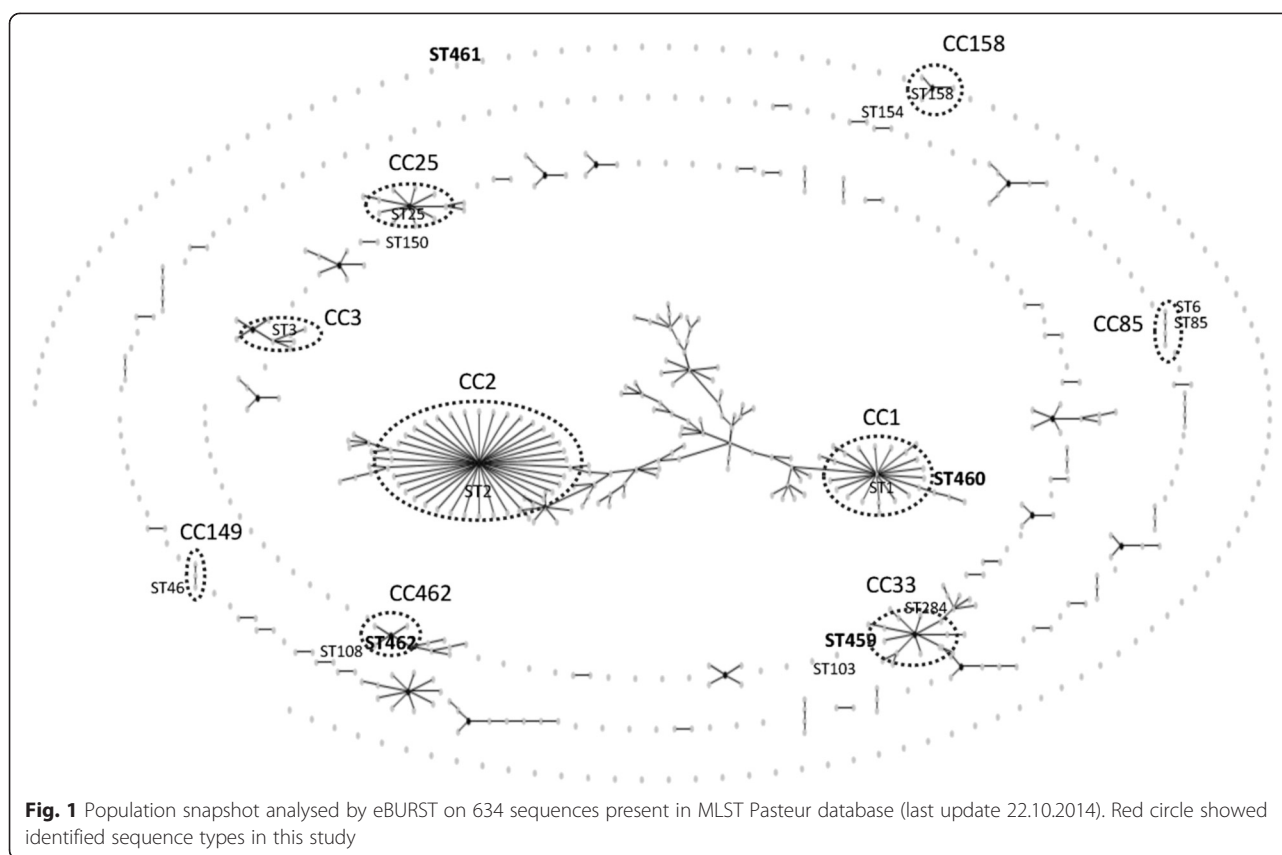 ST461
CC158
ST158
ST154
CC25
ST25
ST150
ST6
ST85
CC85
CC3
ST3
CC2
ST2
CC1
ST1
ST460
CC149
ST46
CC462
ST462
ST108
CC33
ST284
ST459
ST103
Fig. 1 Population snapshot analysed by eBURST on 634 sequences present in MLST Pasteur database (last update 22.10.2014). Red circle showed
identified sequence types in this study